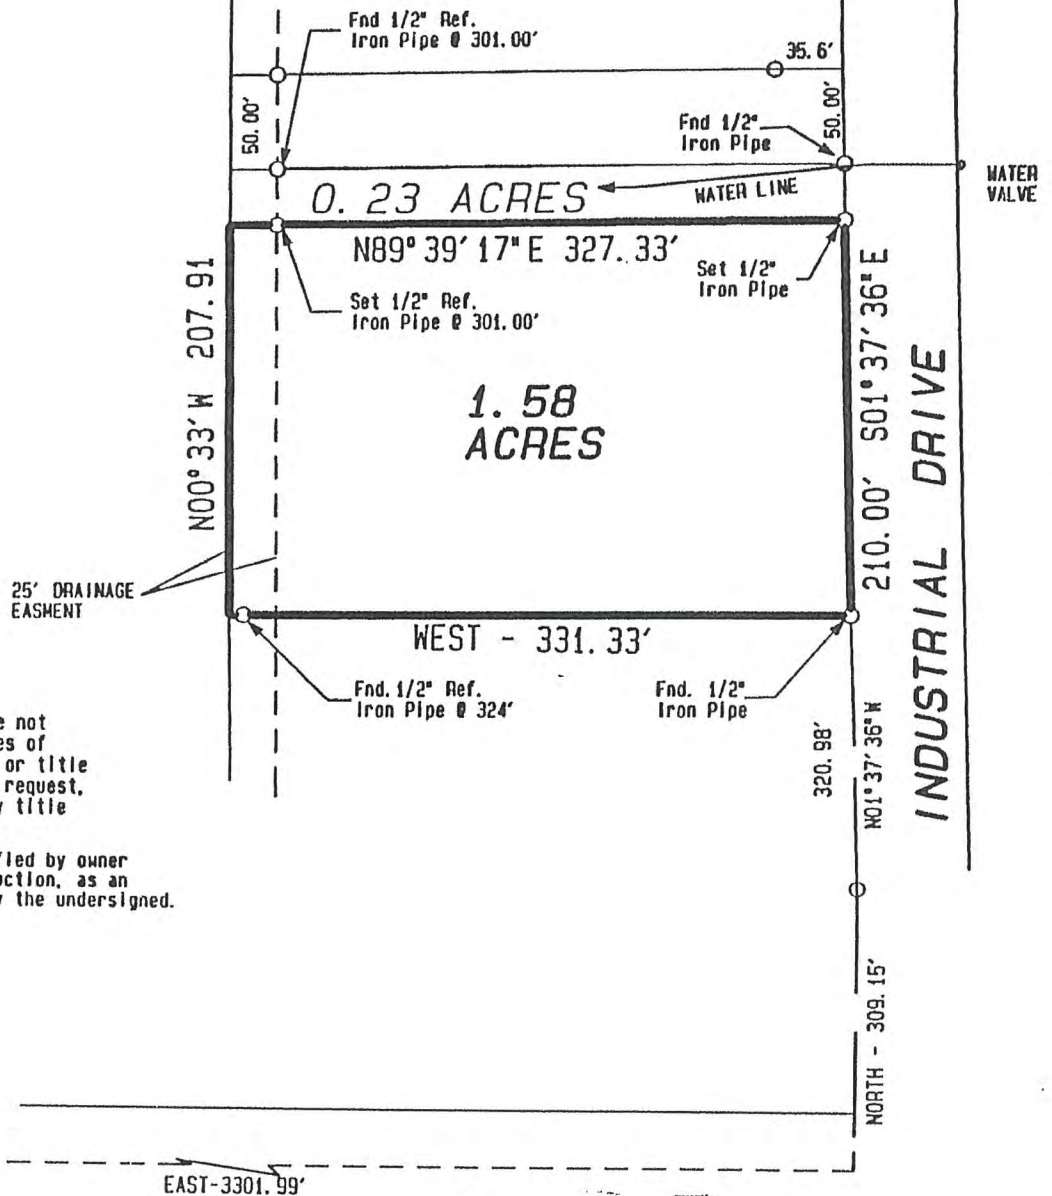 Fnd 1/2" Ref.
Iron Pipe @ 301.00'
35.6'
50.00'
50.00'
Fnd 1/2"
Iron Pipe
WATER
VALVE
WATER LINE
0.23 ACRES
N89°39'17"E 327.33'
Set 1/2"
Iron Pipe
Set 1/2" Ref.
Iron Pipe @ 301.00'
N00°33'W 207.91
1.58
ACRES
210.00' S01°37'36"E
INDUSTRIAL DRIVE
25' DRAINAGE
EASMENT
WEST - 331.33'
Fnd. 1/2" Ref.
Iron Pipe @ 324'
Fnd. 1/2"
Iron Pipe
320.98'
N01°37'36"W
not
of
or title
request,
title
by owner
as an
the undersigned.
NORTH - 309.15'
EAST-3301.99'